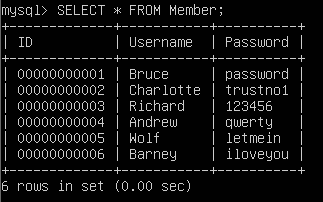 mysql> SELECT * FROM Member;
+-------------+-----------+----------+
| ID          | Username  | Password |
+-------------+-----------+----------+
| 00000000001 | Bruce     | password |
| 00000000002 | Charlotte | trustno1 |
| 00000000003 | Richard   | 123456   |
| 00000000004 | Andrew    | qwerty   |
| 00000000005 | Wolf      | letmein  |
| 00000000006 | Barney    | iloveyou |
+-------------+-----------+----------+
6 rows in set (0.00 sec)